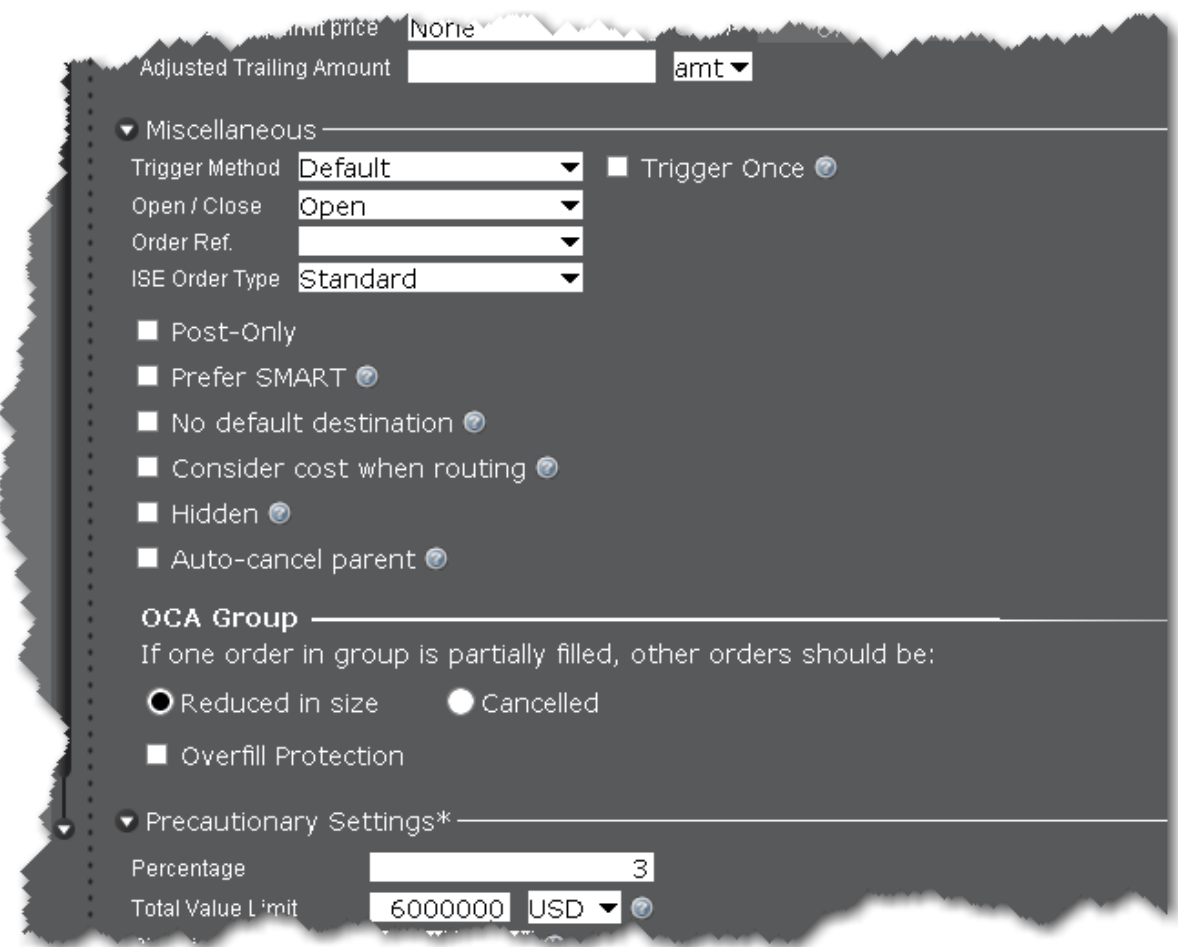 price None
Adjusted Trailing Amount amt
Miscellaneous
Trigger Method Default Trigger Once
Open / Close Open
Order Ref.
ISE Order Type Standard
Post-Only
Prefer SMART
No default destination
Consider cost when routing
Hidden
Auto-cancel parent
OCA Group
If one order in group is partially filled, other orders should be:
Reduced in size Cancelled
Overfill Protection
Precautionary Settings*
Percentage 3
Total Value Limit 6000000 USD